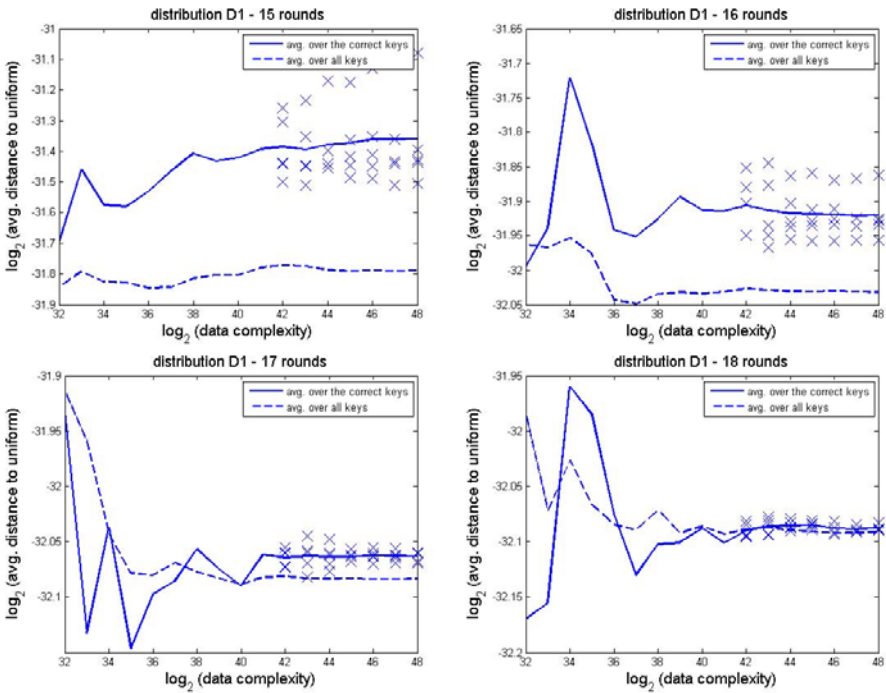 distribution D1 - 15 rounds
log2 (avg. distance to uniform)
-31
-31.1
-31.2
-31.3
-31.4
-31.5
-31.6
-31.7
-31.8
-31.9
avg. over the correct keys
avg. over all keys
32 34 36 38 40 42 44 46 48
log2 (data complexity)
distribution D1 - 16 rounds
log2 (avg. distance to uniform)
-31.65
-31.7
-31.75
-31.8
-31.85
-31.9
-31.95
-32
-32.05
avg. over the correct keys
avg. over all keys
32 34 36 38 40 42 44 46 48
log2 (data complexity)
distribution D1 - 17 rounds
log2 (avg. distance to uniform)
-31.9
-31.95
-32
-32.05
-32.1
avg. over the correct keys
avg. over all keys
32 34 36 38 40 42 44 46 48
log2 (data complexity)
distribution D1 - 18 rounds
log2 (avg. distance to uniform)
-31.95
-32
-32.05
-32.1
-32.15
-32.2
avg. over the correct keys
avg. over all keys
32 34 36 38 40 42 44 46 48
log2 (data complexity)